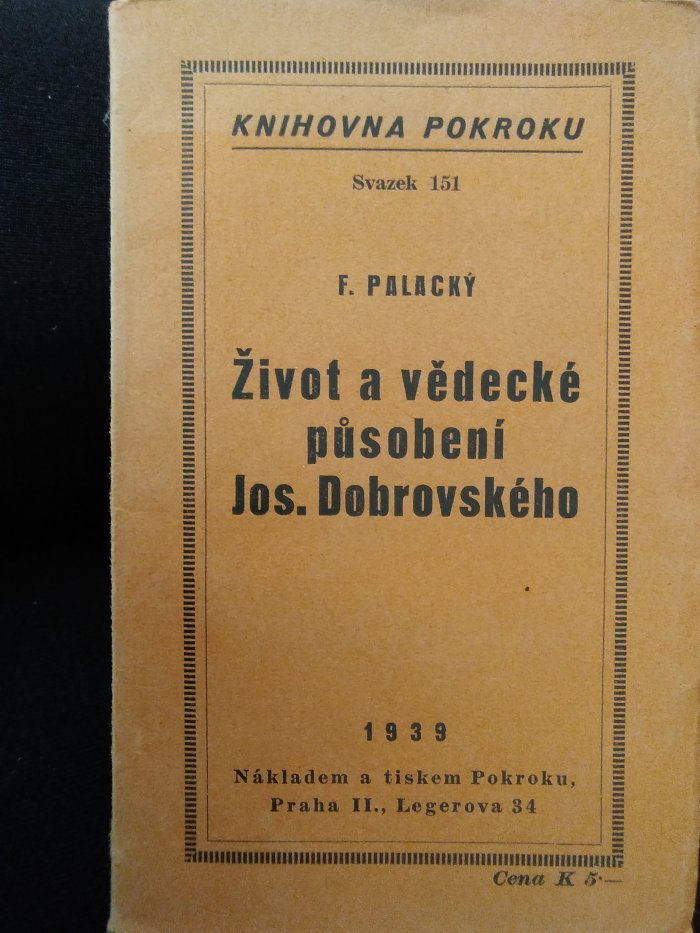 KNIHOVNA POKROKU
Svazek 151
F. PALACKÝ
Život a vědecké
působení
Jos. Dobrovského
1939
Nákladem a tiskem Pokroku,
Praha II., Legerova 34
Cena K 5·—